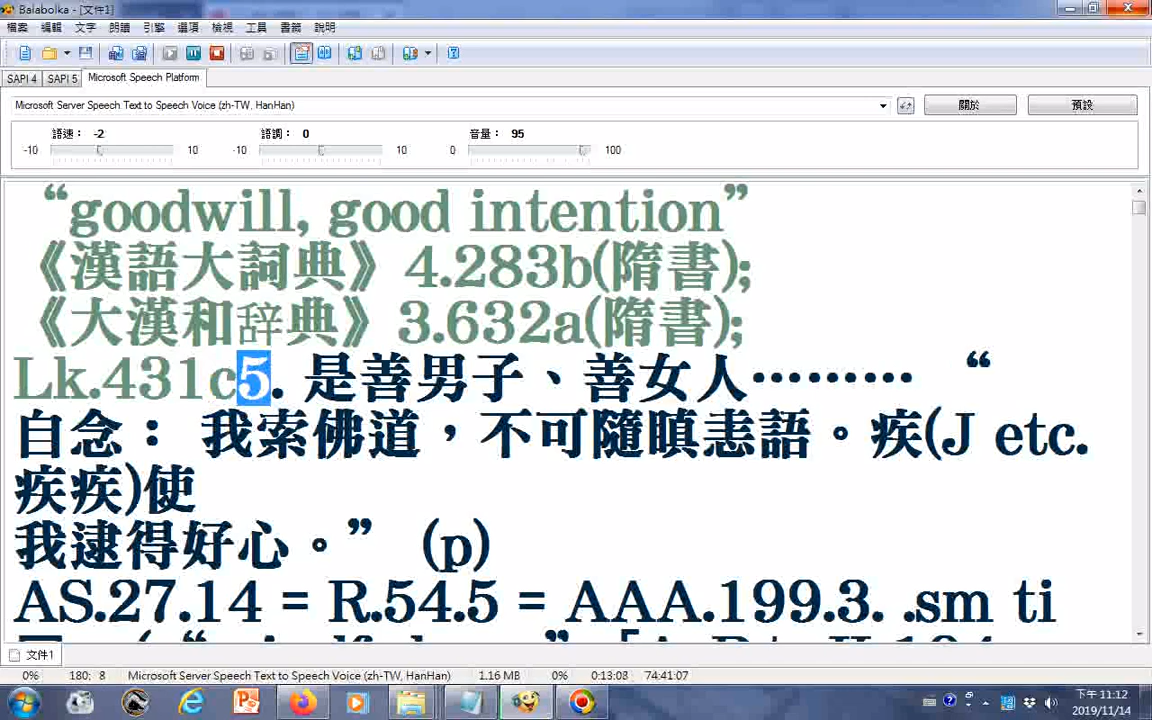 Balabolka - [文件1]
檔案 編輯 文字 朗讀 引擎 選項 檢視 工具 書籤 說明
SAPI 4 SAPI 5 Microsoft Speech Platform
Microsoft Server Speech Text to Speech Voice (zh-TW, HanHan) 關於 預設
語速： -2 語調： 0 音量： 95
-10 10 -10 10 0 100
“goodwill, good intention”
《漢語大詞典》 4.283b(隋書);
《大漢和辞典》 3.632a(隋書);
Lk.431c5. 是善男子、善女人……… “
自念： 我索佛道，不可隨瞋恚語。疾(J etc.
疾疾)使
我逮得好心。” (p)
AS.27.14 = R.54.5 = AAA.199.3. .sm ti
文件1
0% 180; 8 Microsoft Server Speech Text to Speech Voice (zh-TW, HanHan) 1.16 MB 0% 0:13:08 74:41:07
下午 11:12
2019/11/14